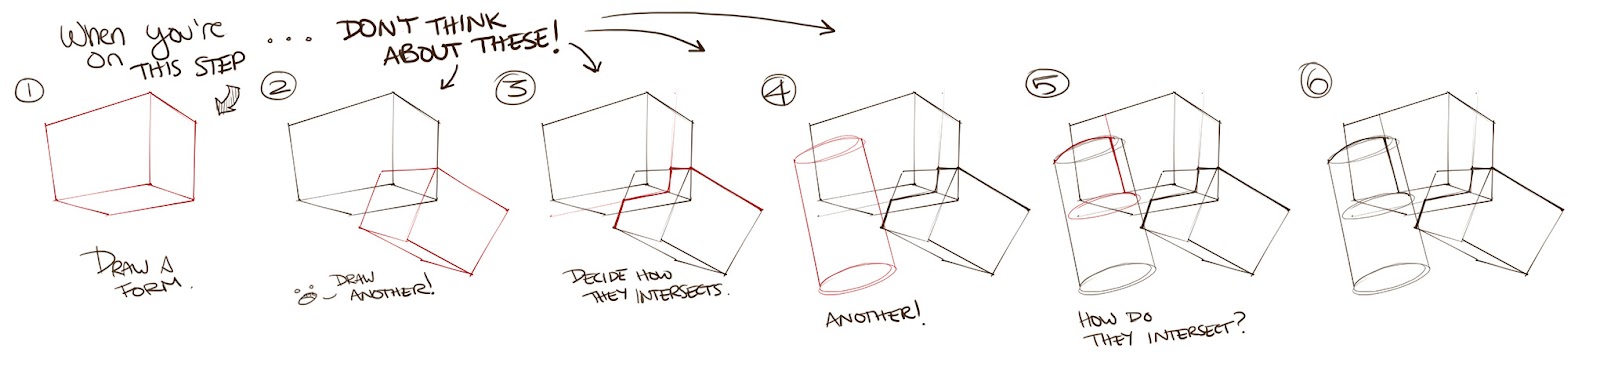 When you're
on THIS STEP
... DON'T THINK
ABOUT THESE!
1
2
3
4
5
6
DRAW A
FORM.
DRAW
ANOTHER!
DECIDE HOW
THEY INTERSECTS.
ANOTHER!
HOW DO
THEY INTERSECT?